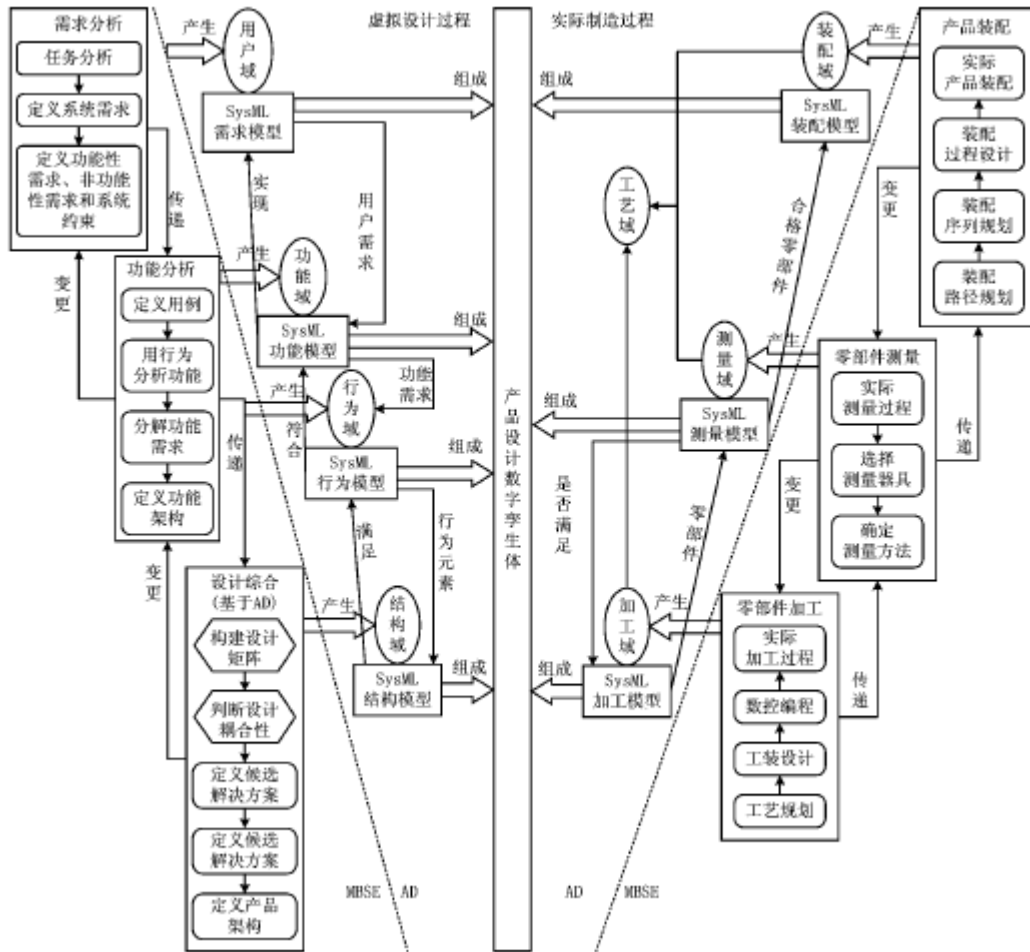 需求分析
任务分析
定义系统需求
定义功能性
需求、非功能
性需求和系统
约束
传递
变更
功能分析
定义用例
用行为
分析功能
分解功能
需求
定义功能
架构
传递
变更
设计综合
(基于AD)
构建设计
矩阵
判断设计
耦合性
定义候选
解决方案
定义候选
解决方案
定义产品
架构
虚拟设计过程
产生
用户域
SysML
需求模型
组成
实现
用户需求
产生
功能域
SysML
功能模型
组成
功能
需求
产生
行为域
符合
SysML
行为模型
组成
满足
行为元素
产生
结构域
SysML
结构模型
组成
MBSE
AD
产品设计数字孪生体
实际制造过程
装配域
产生
SysML
装配模型
组成
工艺域
合格零部件
测量域
产生
SysML
测量模型
组成
是否满足
零部件
加工域
产生
SysML
加工模型
组成
AD
MBSE
产品装配
实际
产品装配
装配
过程设计
装配
序列规划
装配
路径规划
变更
传递
零部件测量
实际
测量过程
选择
测量器具
确定
测量方法
变更
传递
零部件加工
实际
加工过程
数控编程
工装设计
工艺规划